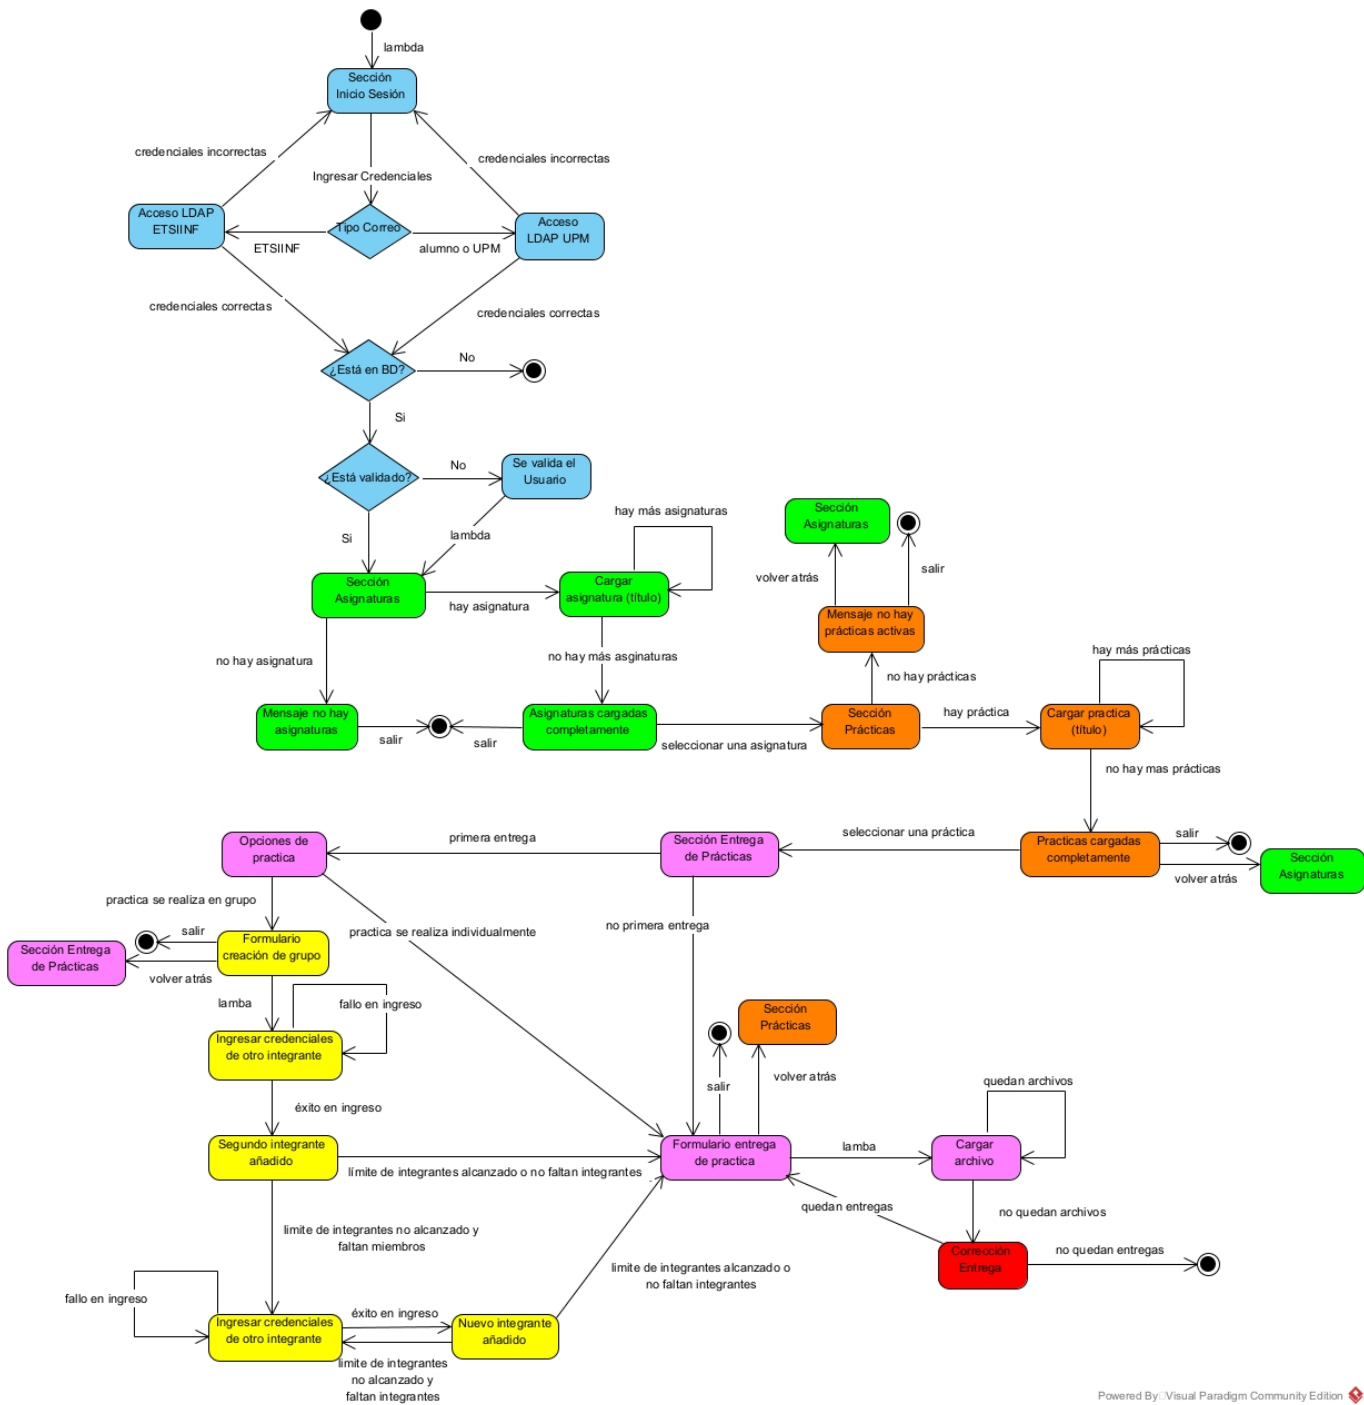 lambda
Sección
Inicio Sesión
credenciales incorrectas
credenciales incorrectas
Ingresar Credenciales
Acceso LDAP
ETSIINF
Tipo Correo
Acceso
LDAP UPM
ETSIINF
alumno o UPM
credenciales correctas
credenciales correctas
¿Está en BD?
No
Si
¿Está validado?
No
Se valida el
Usuario
Si
lambda
hay más asignaturas
Sección
Asignaturas
volver atrás
salir
Sección
Asignaturas
hay asignatura
Cargar
asignatura (título)
Mensaje no hay
prácticas activas
no hay asignatura
no hay más asginaturas
no hay prácticas
hay más prácticas
Mensaje no hay
asignaturas
salir
salir
Asignaturas cargadas
completamente
seleccionar una asignatura
Sección
Prácticas
hay práctica
Cargar practica
(título)
no hay mas prácticas
Opciones de
practica
primera entrega
Sección Entrega
de Prácticas
seleccionar una práctica
Practicas cargadas
completamente
salir
volver atrás
Sección
Asignaturas
practica se realiza en grupo
practica se realiza individualmente
no primera entrega
Sección Entrega
de Prácticas
salir
volver atrás
Formulario
creación de grupo
lamba
fallo en ingreso
Ingresar credenciales
de otro integrante
Sección
Prácticas
salir
volver atrás
éxito en ingreso
quedan archivos
Segundo integrante
añadido
límite de integrantes alcanzado o no faltan integrantes
Formulario entrega
de practica
lamba
Cargar
archivo
quedan entregas
no quedan archivos
limite de integrantes no alcanzado y
faltan miembros
Corrección
Entrega
no quedan entregas
limite de integrantes alcanzado o
no faltan integrantes
fallo en ingreso
Ingresar credenciales
de otro integrante
éxito en ingreso
Nuevo integrante
añadido
limite de integrantes
no alcanzado y
faltan integrantes
Powered By Visual Paradigm Community Edition